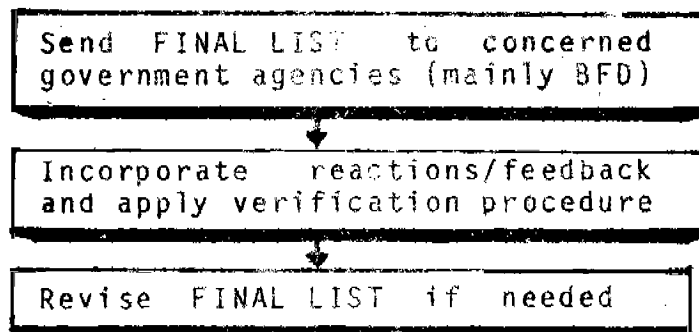 Send FINAL LIST to concerned
government agencies (mainly BFD)
Incorporate reactions/feedback
and apply verification procedure
Revise FINAL LIST if needed